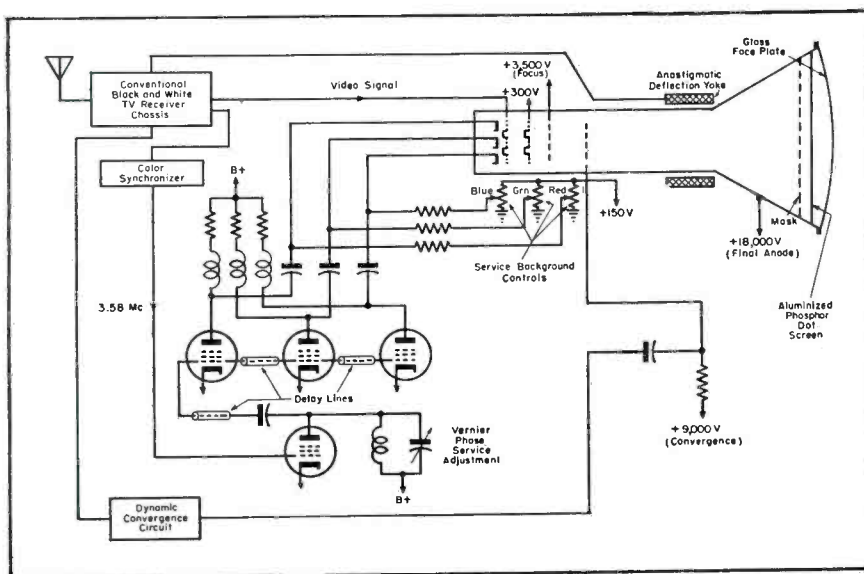 Conventional
Black and White
TV Receiver
Chassis
Video Signal
+3,500 V
(Focus)
+300V
Anastigmatic
Deflection Yoke
Glass
Face Plate
Color
Synchronizer
B+
Blue
Grn
Red
+150V
Mask
+18,000V
(Final Anode)
Service Background
Controls
3.58 Mc
Aluminized
Phosphor
Dot
Screen
Delay Lines
Vernier
Phase
Service
Adjustment
+9,000V
(Convergence)
B+
Dynamic
Convergence
Circuit